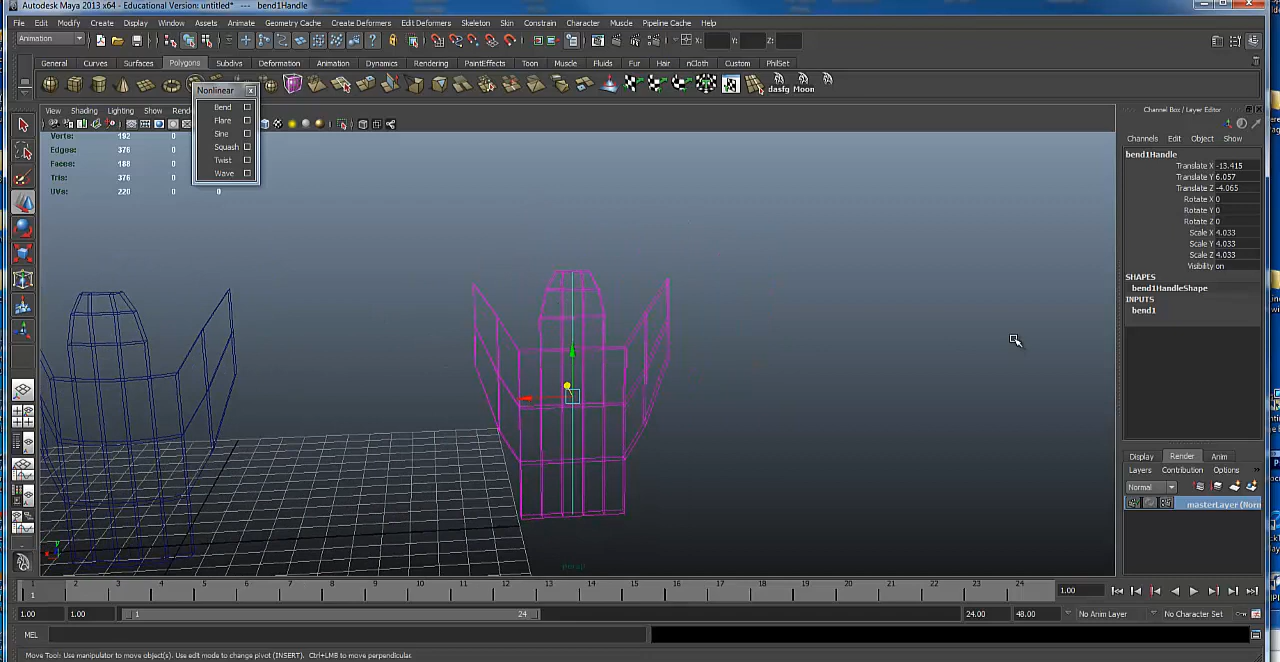 Autodesk Maya 2013 x64 - Educational Version: untitled* --- bend1Handle
File Edit Modify Create Display Window Assets Animate Geometry Cache Create Deformers Edit Deformers Skeleton Skin Constrain Character Muscle Pipeline Cache Help
Animation X: Y: Z:
General Curves Surfaces Polygons Subdivs Deformation Animation Dynamics Rendering PaintEffects Toon Muscle Fluids Fur Hair nCloth Custom PhilSet
dasfg Moon
Nonlinear
Bend
Flare
Sine
Squash
Twist
Wave
View Shading Lighting Show
Verts: 192 0
Edges: 376 0
Faces: 188 0
Tris: 376 0
UVs: 220 0 0
persp
Channel Box / Layer Editor
Channels Edit Object Show
bend1Handle
Translate X -13.415
Translate Y 6.057
Translate Z -4.065
Rotate X 0
Rotate Y 0
Rotate Z 0
Scale X 4.033
Scale Y 4.033
Scale Z 4.033
Visibility on
SHAPES
bend1HandleShape
INPUTS
bend1
Display Render Anim
Layers Contribution Options
Normal
masterLayer (Norm
1 2 3 4 5 6 7 8 9 10 11 12 13 14 15 16 17 18 19 20 21 22 23 24
1 1.00
1.00 1.00 1 24 24.00 48.00 No Anim Layer No Character Set
MEL
Move Tool: Use manipulator to move object(s). Use edit mode to change pivot (INSERT). Ctrl+LMB to move perpendicular.